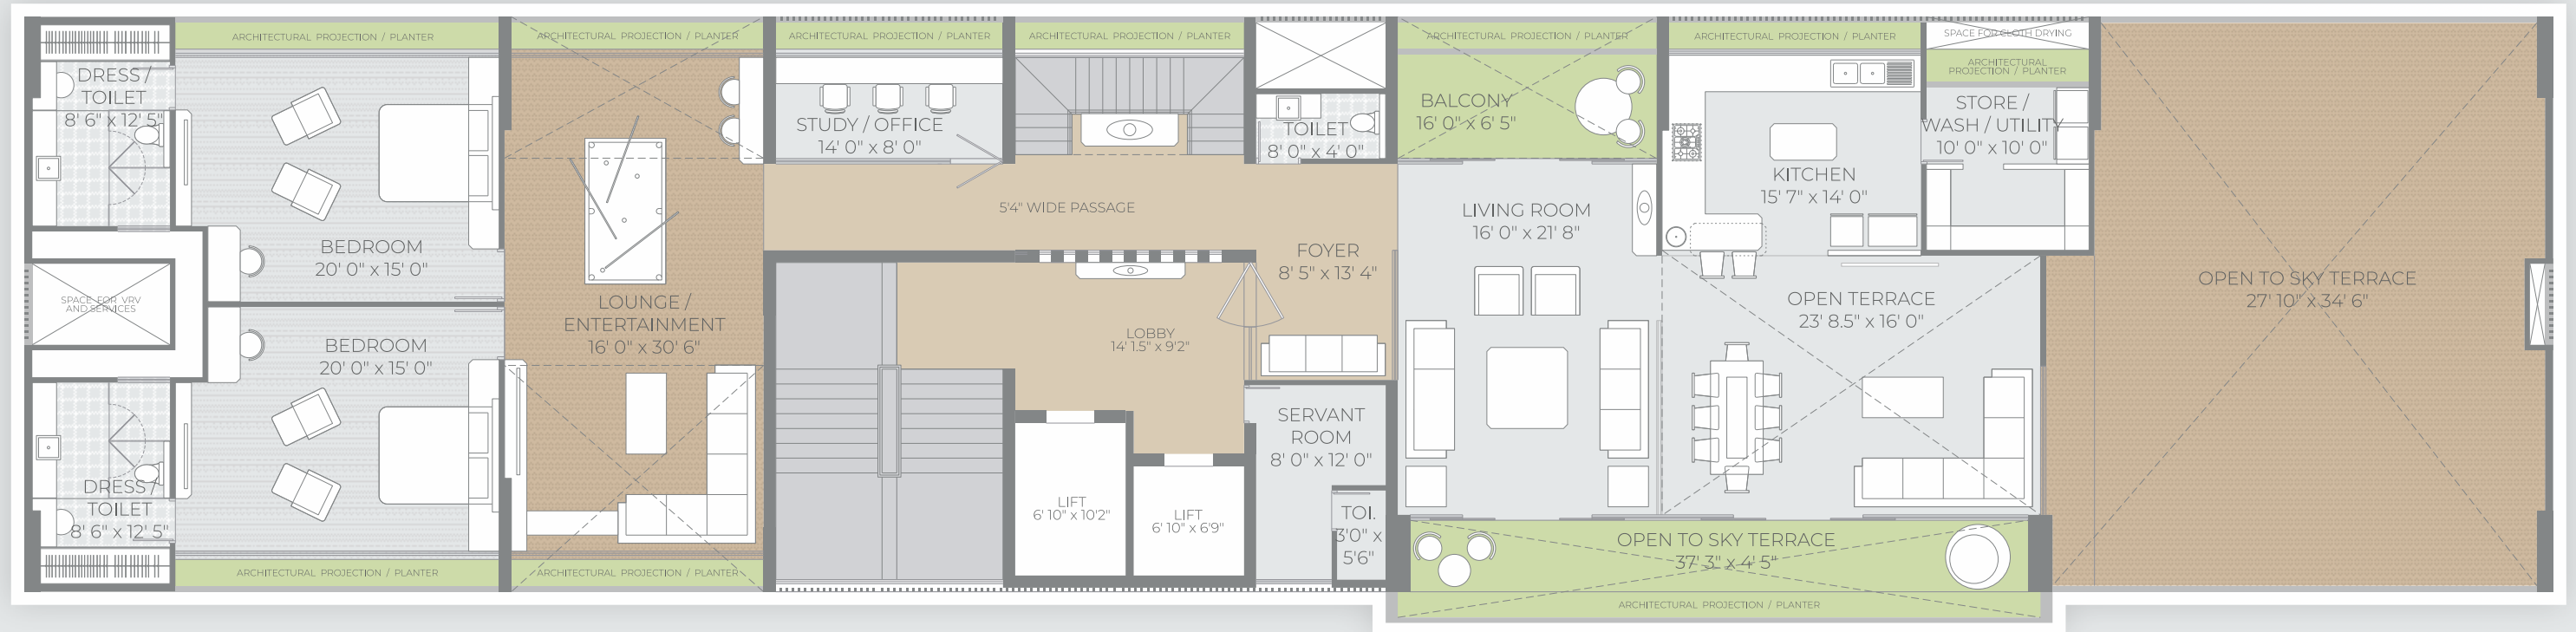 ARCHITECTURAL PROJECTION / PLANTER
ARCHITECTURAL PROJECTION / PLANTER
ARCHITECTURAL PROJECTION / PLANTER
ARCHITECTURAL PROJECTION / PLANTER
ARCHITECTURAL PROJECTION / PLANTER
ARCHITECTURAL PROJECTION / PLANTER
SPACE FOR CLOTH DRYING
ARCHITECTURAL
PROJECTION / PLANTER
DRESS /
TOILET
8' 6" x 12' 5"
BEDROOM
20' 0" x 15' 0"
SPACE FOR VRV
AND SERVICES
BEDROOM
20' 0" x 15' 0"
DRESS /
TOILET
8' 6" x 12' 5"
LOUNGE /
ENTERTAINMENT
16' 0" x 30' 6"
STUDY / OFFICE
14' 0" x 8' 0"
5'4" WIDE PASSAGE
TOILET
8' 0" x 4' 0"
FOYER
8' 5" x 13' 4"
LOBBY
14' 1.5" x 9'2"
LIFT
6' 10" x 10'2"
LIFT
6' 10" x 6'9"
SERVANT
ROOM
8' 0" x 12' 0"
TOI.
3'0" x
5'6"
BALCONY
16' 0" x 6' 5"
LIVING ROOM
16' 0" x 21' 8"
KITCHEN
15' 7" x 14' 0"
STORE /
WASH / UTILITY
10' 0" x 10' 0"
OPEN TERRACE
23' 8.5" x 16' 0"
OPEN TO SKY TERRACE
27' 10" x 34' 6"
OPEN TO SKY TERRACE
37' 3" x 4' 5"
ARCHITECTURAL PROJECTION / PLANTER
ARCHITECTURAL PROJECTION / PLANTER
ARCHITECTURAL PROJECTION / PLANTER